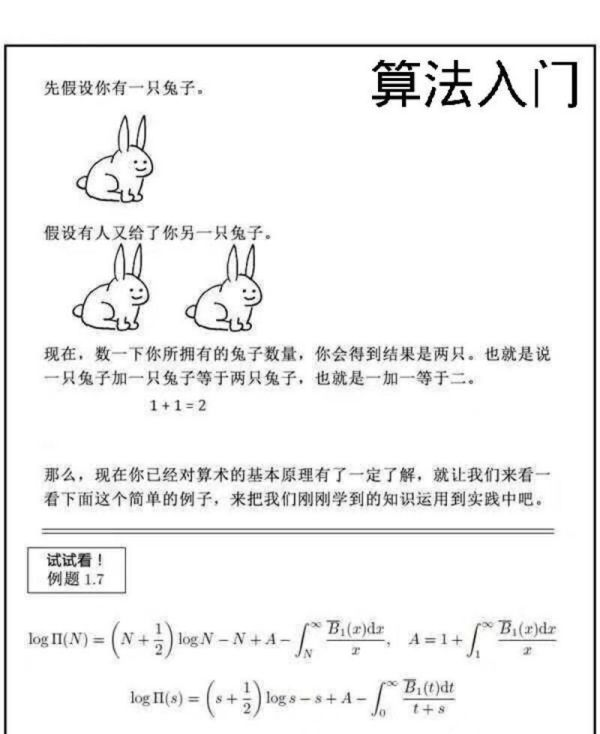 算法入门
先假设你有一只兔子。
假设有人又给了你另一只兔子。
现在，数一下你所拥有的兔子数量，你会得到结果是两只。也就是说
一只兔子加一只兔子等于两只兔子，也就是一加一等于二。
1 + 1 = 2
那么，现在你已经对算术的基本原理有了一定了解，就让我们来看一
看下面这个简单的例子，来把我们刚刚学到的知识运用到实践中吧。
试试看！
例题 1.7
$\log \Pi(N) = \left(N + \frac{1}{2}\right) \log N - N + A - \int_N^\infty \frac{\overline{B}_1(x)\mathrm{d}x}{x}, \quad A = 1 + \int_1^\infty \frac{\overline{B}_1(x)\mathrm{d}x}{x}$
$\log \Pi(s) = \left(s + \frac{1}{2}\right) \log s - s + A - \int_0^\infty \frac{\overline{B}_1(t)\mathrm{d}t}{t + s}$